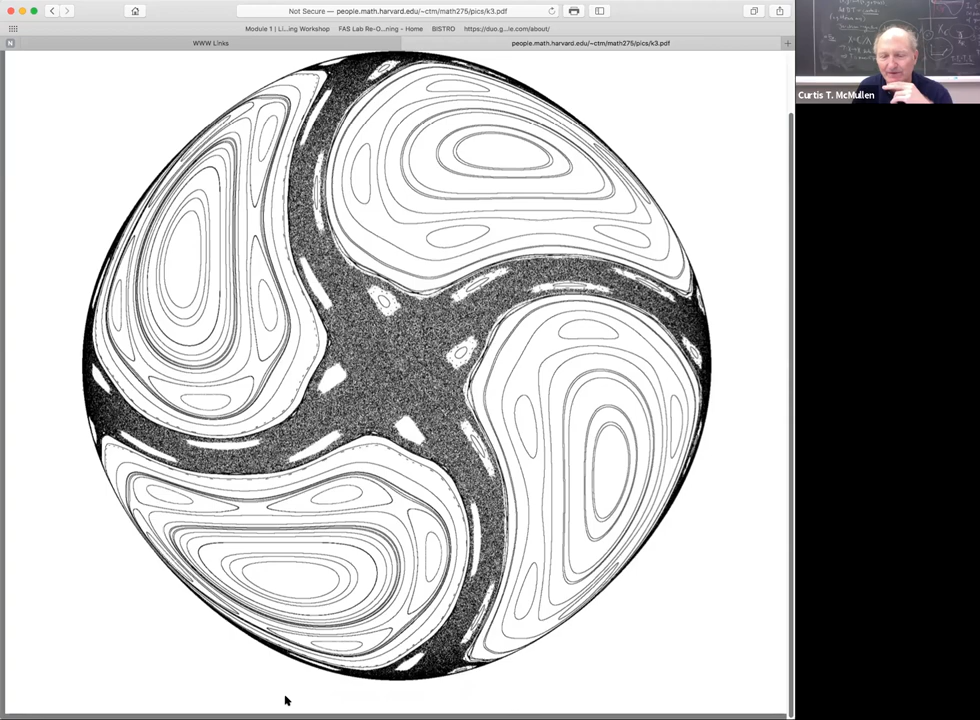 Not Secure — people.math.harvard.edu/~ctm/math275/pics/k3.pdf
Module 1 | Li...ing Workshop FAS Lab Re-O...ning - Home BISTRO https://duo.g...ie.com/about/
N WWW Links people.math.harvard.edu/~ctm/math275/pics/k3.pdf
Curtis T. McMullen